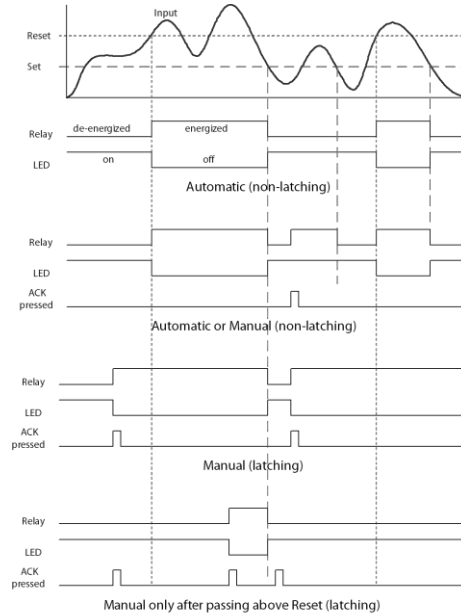 Input
Reset
Set
de-energized energized
Relay
on off
LED
Automatic (non-latching)
Relay
LED
ACK
pressed
Automatic or Manual (non-latching)
Relay
LED
ACK
pressed
Manual (latching)
Relay
LED
ACK
pressed
Manual only after passing above Reset (latching)